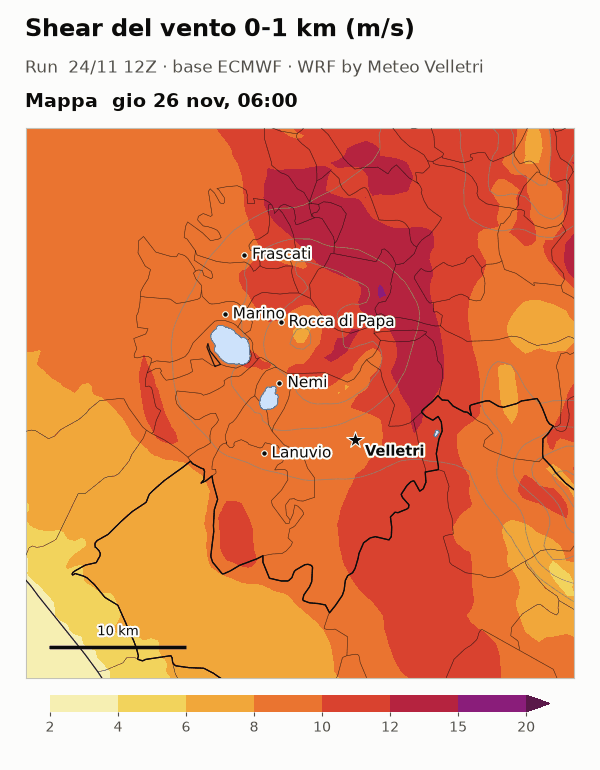 Shear del vento 0-1 km (m/s)
Run 24/11 12Z · base ECMWF · WRF by Meteo Velletri
Mappa gio 26 nov, 06:00
Frascati
Marino
Rocca di Papa
Nemi
Velletri
Lanuvio
10 km
2 4 6 8 10 12 15 20